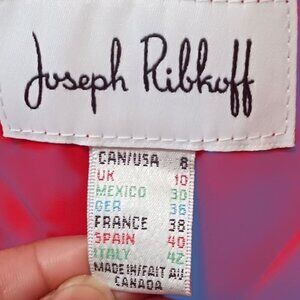 Joseph Ribkoff
CAN/USA 8
UK 10
MEXICO 30
GER 36
FRANCE 38
SPAIN 40
ITALY 42
MADE IN/FAIT AU
CANADA